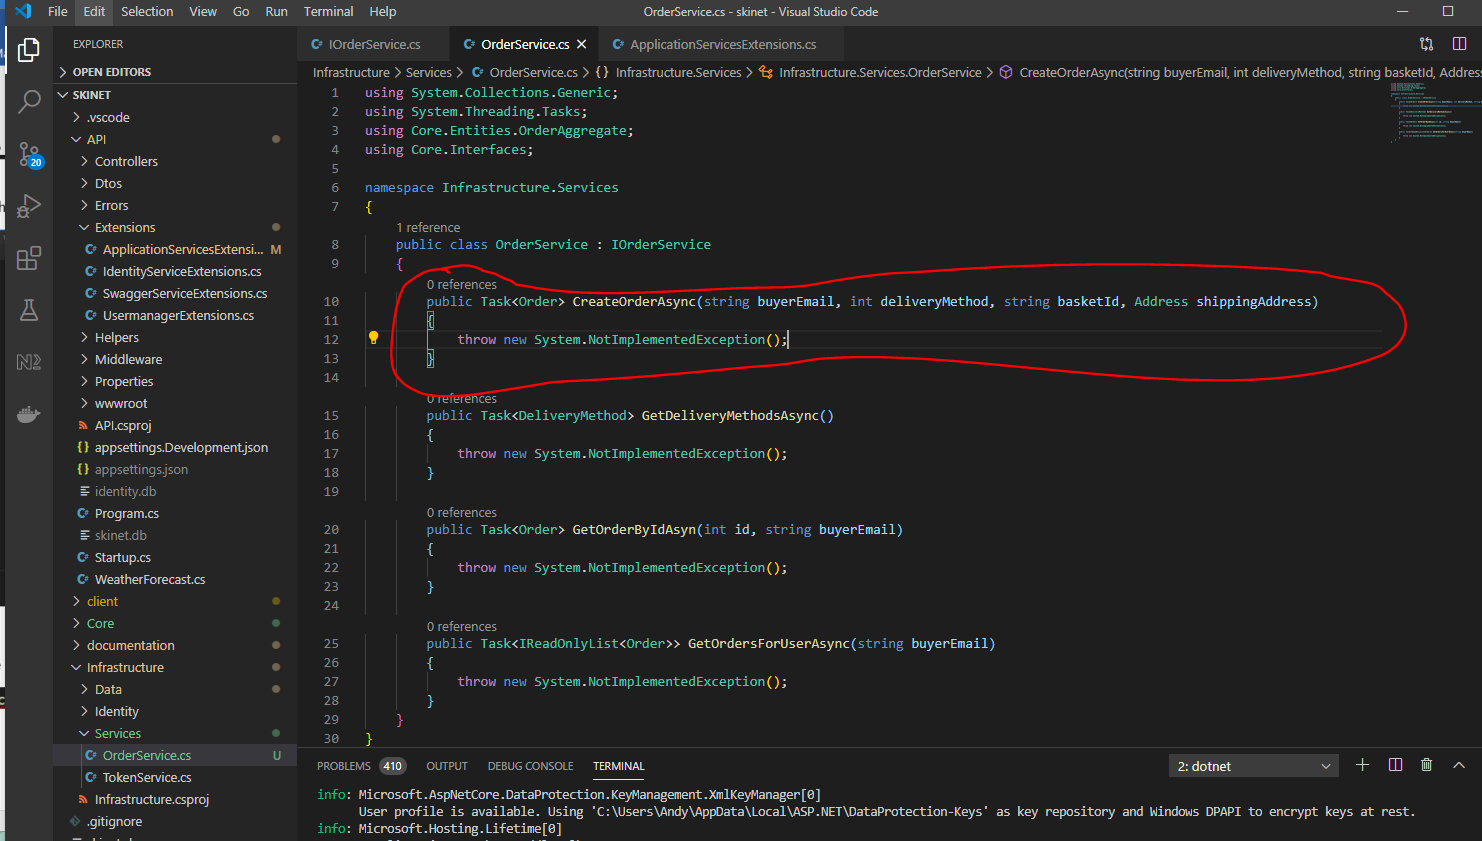 File Edit Selection View Go Run Terminal Help OrderService.cs - skinet - Visual Studio Code
EXPLORER
OPEN EDITORS
SKINET
.vscode
API
Controllers
Dtos
Errors
Extensions
ApplicationServicesExtensi... M
IdentityServiceExtensions.cs
SwaggerServiceExtensions.cs
UsermanagerExtensions.cs
Helpers
Middleware
Properties
wwwroot
API.csproj
appsettings.Development.json
appsettings.json
identity.db
Program.cs
skinet.db
Startup.cs
WeatherForecast.cs
client
Core
documentation
Infrastructure
Data
Identity
Services
OrderService.cs U
TokenService.cs
Infrastructure.csproj
.gitignore
20
IOrderService.cs OrderService.cs ApplicationServicesExtensions.cs
Infrastructure > Services > OrderService.cs > {} Infrastructure.Services > Infrastructure.Services.OrderService > CreateOrderAsync(string buyerEmail, int deliveryMethod, string basketId, Address
1 using System.Collections.Generic;
2 using System.Threading.Tasks;
3 using Core.Entities.OrderAggregate;
4 using Core.Interfaces;
5
6 namespace Infrastructure.Services
7 {
1 reference
8 public class OrderService : IOrderService
9 {
0 references
10 public Task<Order> CreateOrderAsync(string buyerEmail, int deliveryMethod, string basketId, Address shippingAddress)
11 {
12 throw new System.NotImplementedException();
13 }
14
0 references
15 public Task<DeliveryMethod> GetDeliveryMethodsAsync()
16 {
17 throw new System.NotImplementedException();
18 }
19
0 references
20 public Task<Order> GetOrderByIdAsyn(int id, string buyerEmail)
21 {
22 throw new System.NotImplementedException();
23 }
24
0 references
25 public Task<IReadOnlyList<Order>> GetOrdersForUserAsync(string buyerEmail)
26 {
27 throw new System.NotImplementedException();
28 }
29 }
30 }
PROBLEMS 410 OUTPUT DEBUG CONSOLE TERMINAL 2: dotnet
info: Microsoft.AspNetCore.DataProtection.KeyManagement.XmlKeyManager[0]
User profile is available. Using 'C:\Users\Andy\AppData\Local\ASP.NET\DataProtection-Keys' as key repository and Windows DPAPI to encrypt keys at rest.
info: Microsoft.Hosting.Lifetime[0]